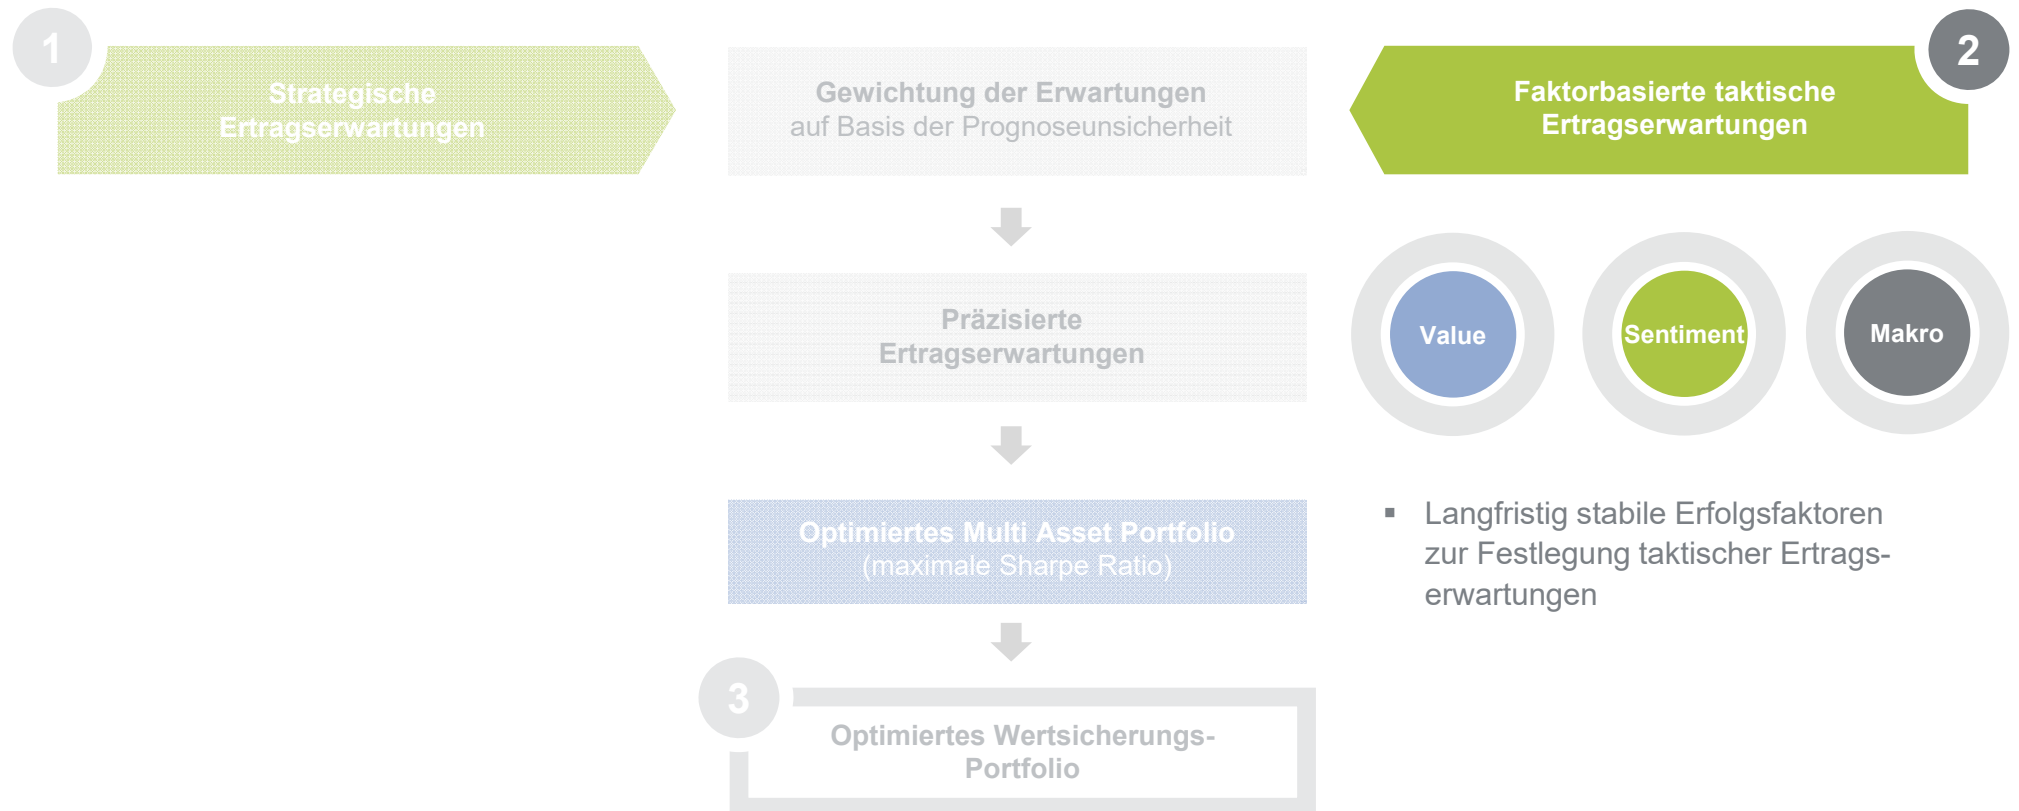 1
Strategische
Ertragserwartungen
Gewichtung der Erwartungen
auf Basis der Prognoseunsicherheit
2
Faktorbasierte taktische
Ertragserwartungen
Präzisierte
Ertragserwartungen
Value
Sentiment
Makro
Optimiertes Multi Asset Portfolio
(maximale Sharpe Ratio)
▪ Langfristig stabile Erfolgsfaktoren
zur Festlegung taktischer Ertrags-
erwartungen
3
Optimiertes Wertsicherungs-
Portfolio